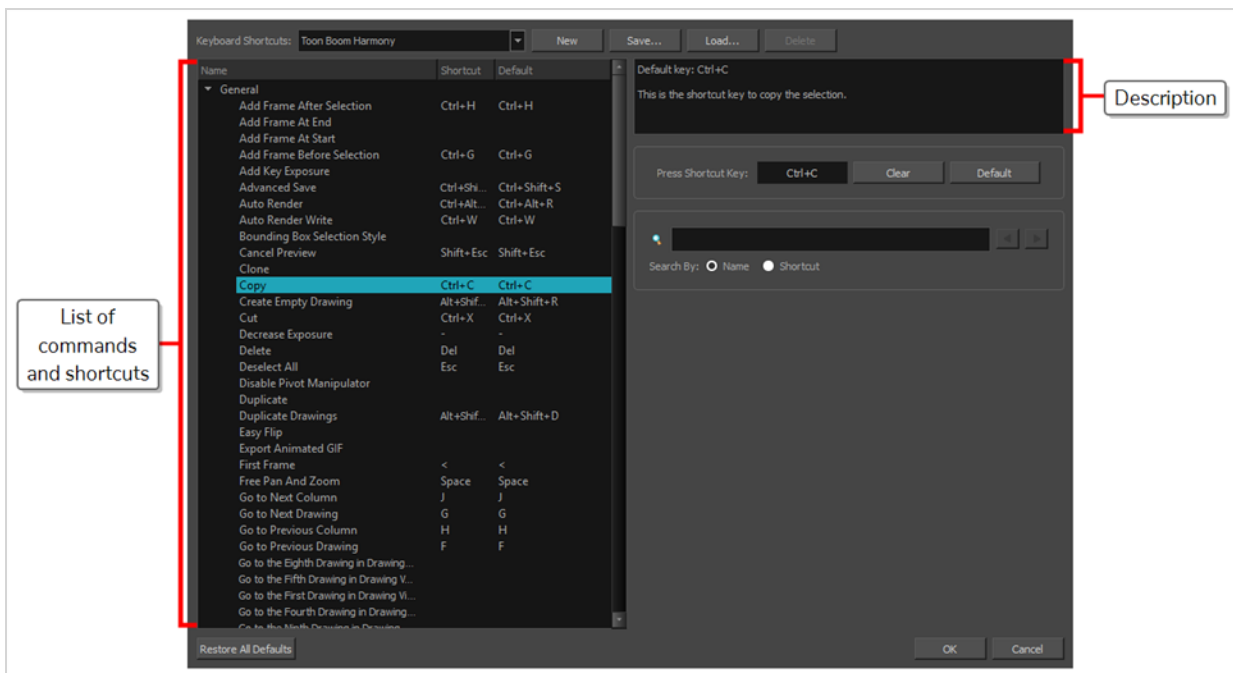 Keyboard Shortcuts: Toon Boom Harmony New Save... Load... Delete
Name Shortcut Default
General
Add Frame After Selection Ctrl+H Ctrl+H
Add Frame At End
Add Frame At Start
Add Frame Before Selection Ctrl+G Ctrl+G
Add Key Exposure
Advanced Save Ctrl+Shi... Ctrl+Shift+S
Auto Render Ctrl+Alt... Ctrl+Alt+R
Auto Render Write Ctrl+W Ctrl+W
Bounding Box Selection Style
Cancel Preview Shift+Esc Shift+Esc
Clone
Copy Ctrl+C Ctrl+C
Create Empty Drawing Alt+Shif... Alt+Shift+R
Cut Ctrl+X Ctrl+X
Decrease Exposure - -
Delete Del Del
Deselect All Esc Esc
Disable Pivot Manipulator
Duplicate
Duplicate Drawings Alt+Shif... Alt+Shift+D
Easy Flip
Export Animated GIF
First Frame < <
Free Pan And Zoom Space Space
Go to Next Column J J
Go to Next Drawing G G
Go to Previous Column H H
Go to Previous Drawing F F
Go to the Eighth Drawing in Drawing...
Go to the Fifth Drawing in Drawing V...
Go to the First Drawing in Drawing Vi...
Go to the Fourth Drawing in Drawing...
Go to the Ninth Drawing in Drawing
Default key: Ctrl+C
This is the shortcut key to copy the selection.
Press Shortcut Key: Ctrl+C Clear Default
Search By: Name Shortcut
Restore All Defaults OK Cancel
List of
commands
and shortcuts
Description